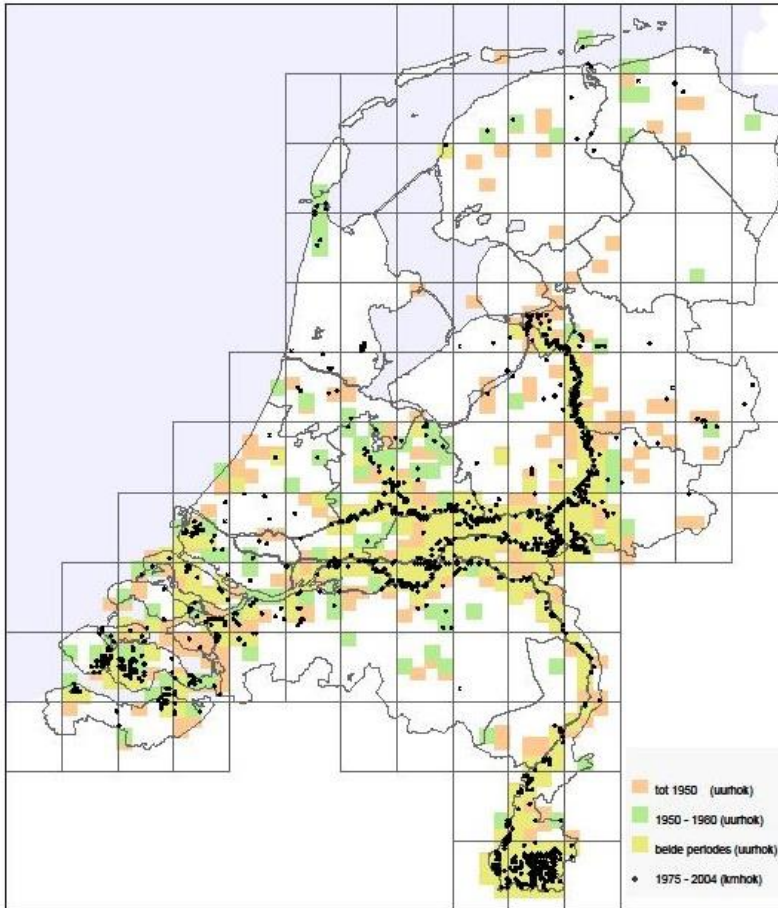 tot 1950 (uurhok)
1950 - 1980 (uurhok)
beide periodes (uurhok)
1975 - 2004 (kmhok)